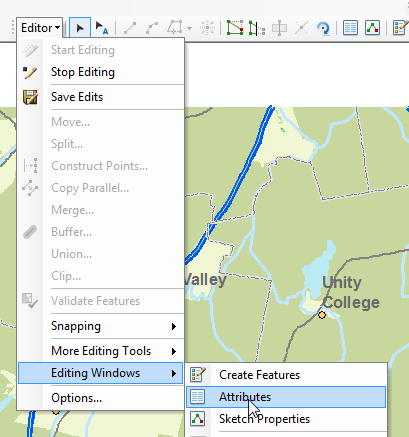 Editor
Start Editing
Stop Editing
Save Edits
Move...
Split...
Construct Points...
Copy Parallel...
Merge...
Buffer...
Union...
Clip...
Validate Features
Snapping
More Editing Tools
Editing Windows
Options...
Create Features
Attributes
Sketch Properties
Valley
Unity
College